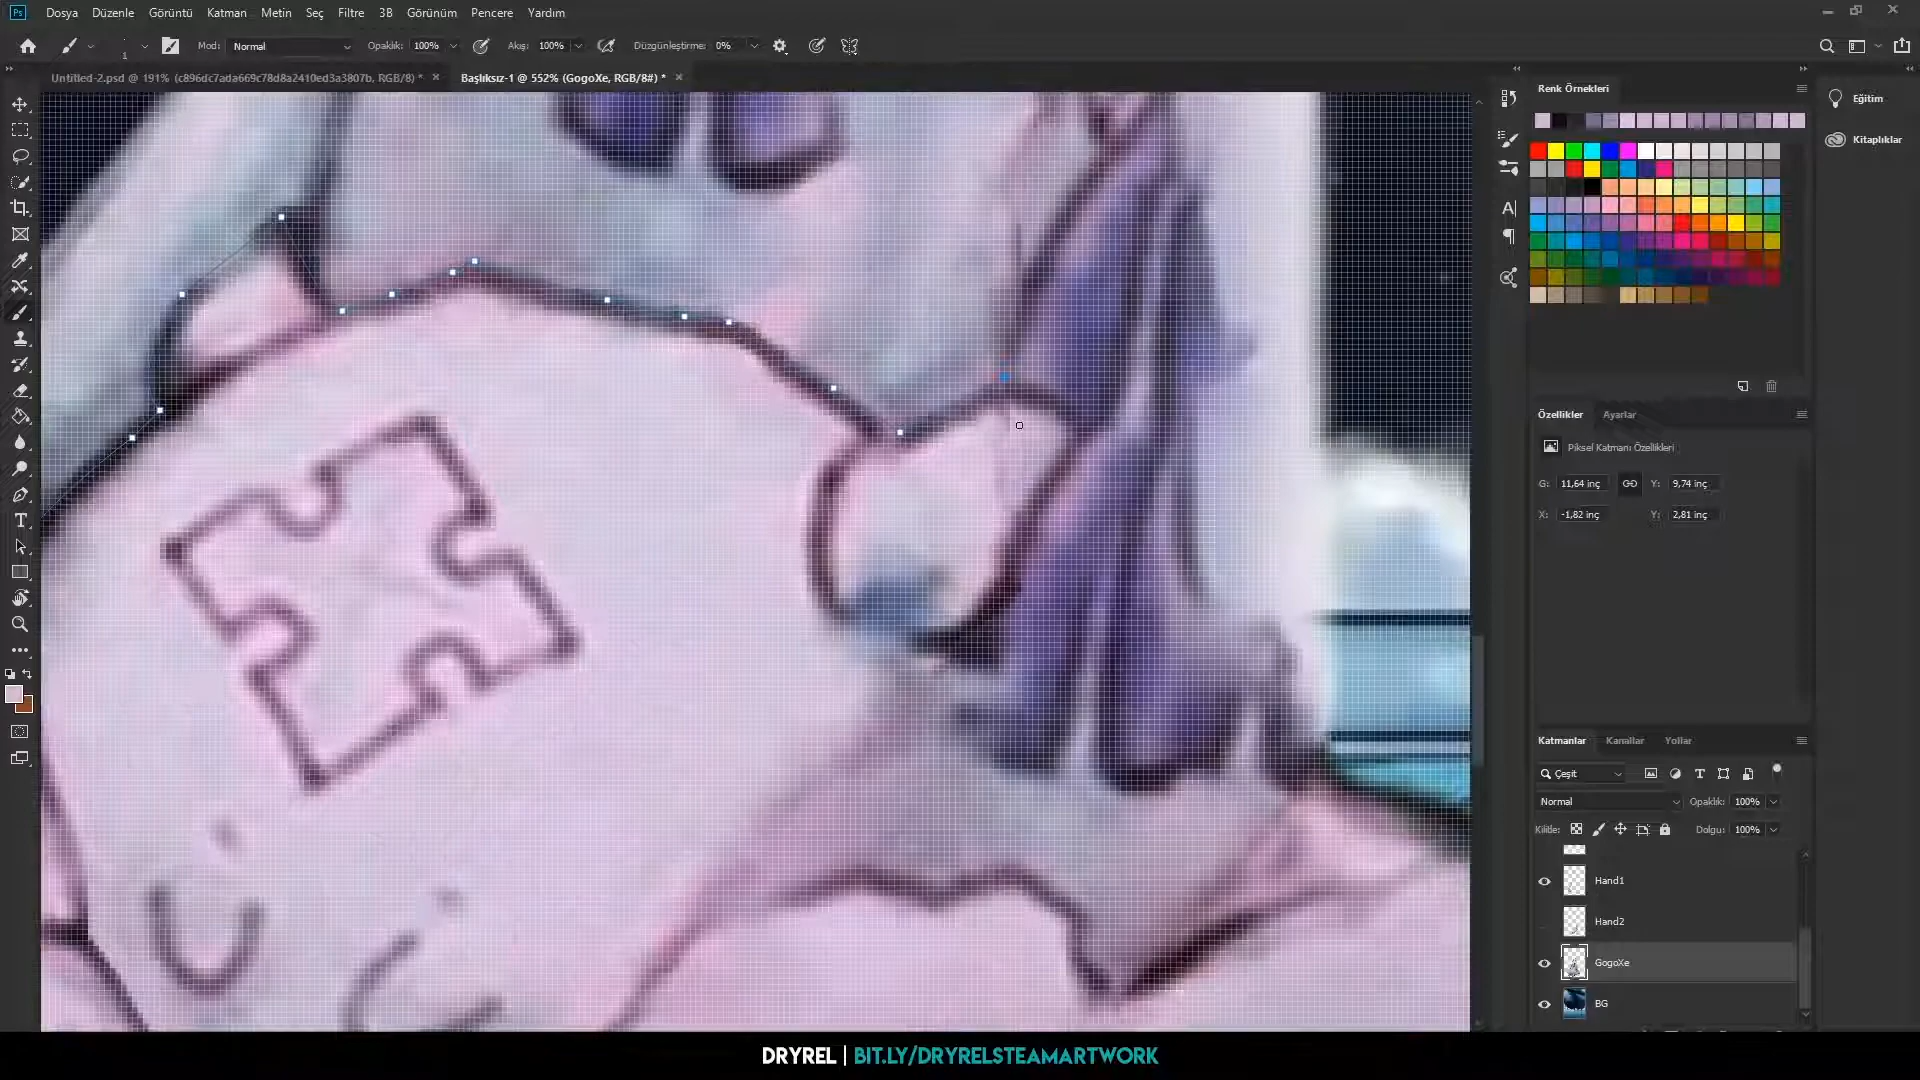 Ps Dosya Düzenle Görüntü Katman Metin Seç Filtre 3B Görünüm Pencere Yardım
1 Mod: Normal Opaklık: 100% Akış: 100% Düzgünleştirme: 0%
Untitled-2.psd @ 191% (c896dc7ada669c78d8a2410ed3a3807b, RGB/8) * Başlıksız-1 @ 552% (GogoXe, RGB/8#) *
Renk Örnekleri
Eğitim
Kitaplıklar
Özellikler Ayarlar
Piksel Katmanı Özellikleri
G: 11,64 inç Y: 9,74 inç
X: -1,82 inç Y: 2,81 inç
Katmanlar Kanallar Yollar
Çeşit
Normal Opaklık: 100%
Kilitle: Dolgu: 100%
Hand1
Hand2
GogoXe
BG
DRYREL | BIT.LY/DRYRELSTEAMARTWORK